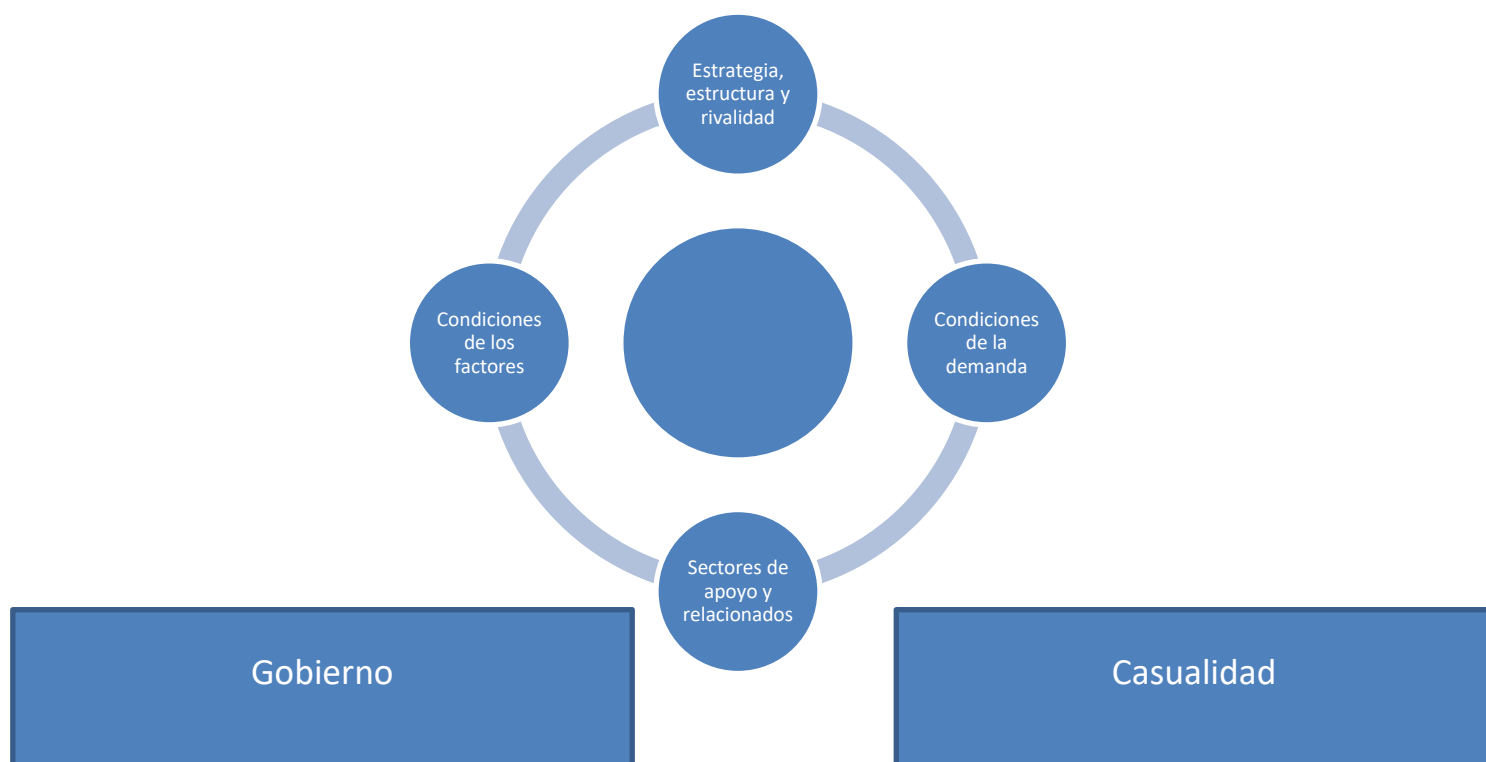 Estrategia,
estructura y
rivalidad
Condiciones
de los
factores
Condiciones
de la
demanda
Sectores de
apoyo y
relacionados
Gobierno
Casualidad